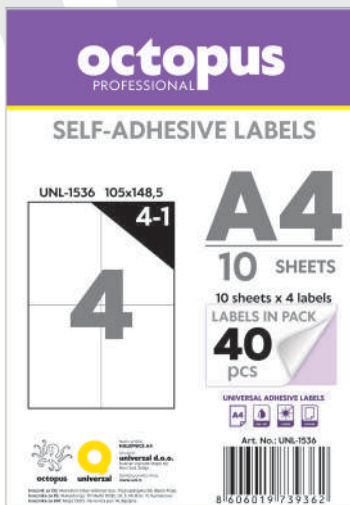 octopus
PROFESSIONAL
SELF-ADHESIVE LABELS
UNL-1536 105x148,5
4-1
4
A4
10 SHEETS
10 sheets x 4 labels
LABELS IN PACK
40
pcs
UNIVERSAL ADHESIVE LABELS
A4
Art. No.: UNL-1536
octopus
universal
universal d.o.o.
8 606019 739362